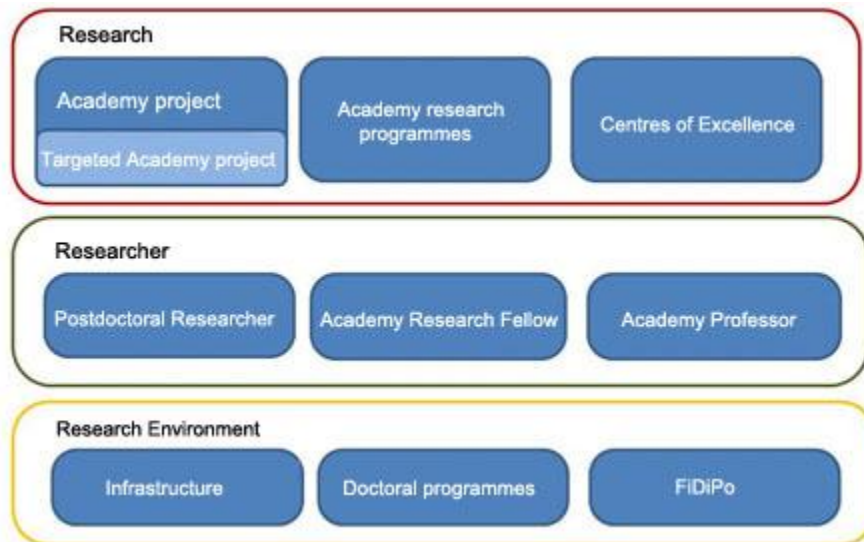 Research
Academy project
Targeted Academy project
Academy research
programmes
Centres of Excellence
Researcher
Postdoctoral Researcher
Academy Research Fellow
Academy Professor
Research Environment
Infrastructure
Doctoral programmes
FiDiPo